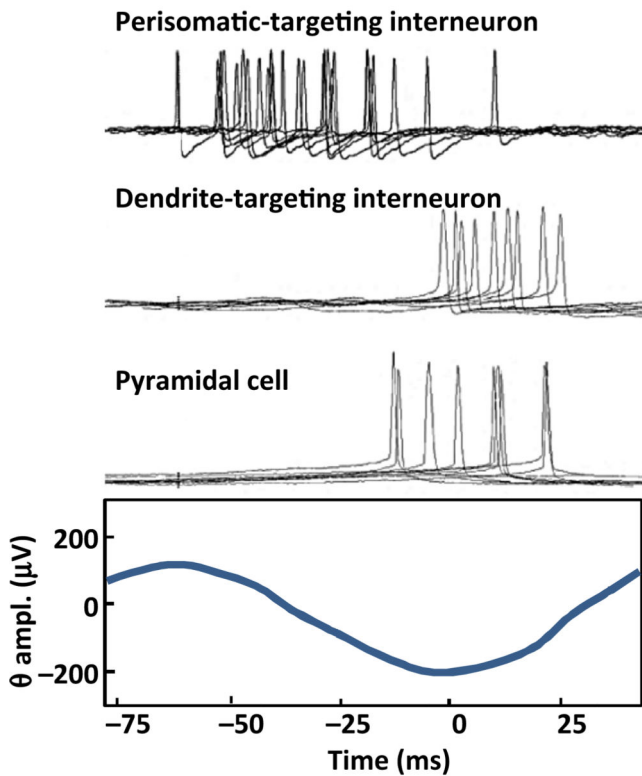 Perisomatic-targeting interneuron
Dendrite-targeting interneuron
Pyramidal cell
θ ampl. (μV)
200
0
−200
−75
−50
−25
0
25
Time (ms)